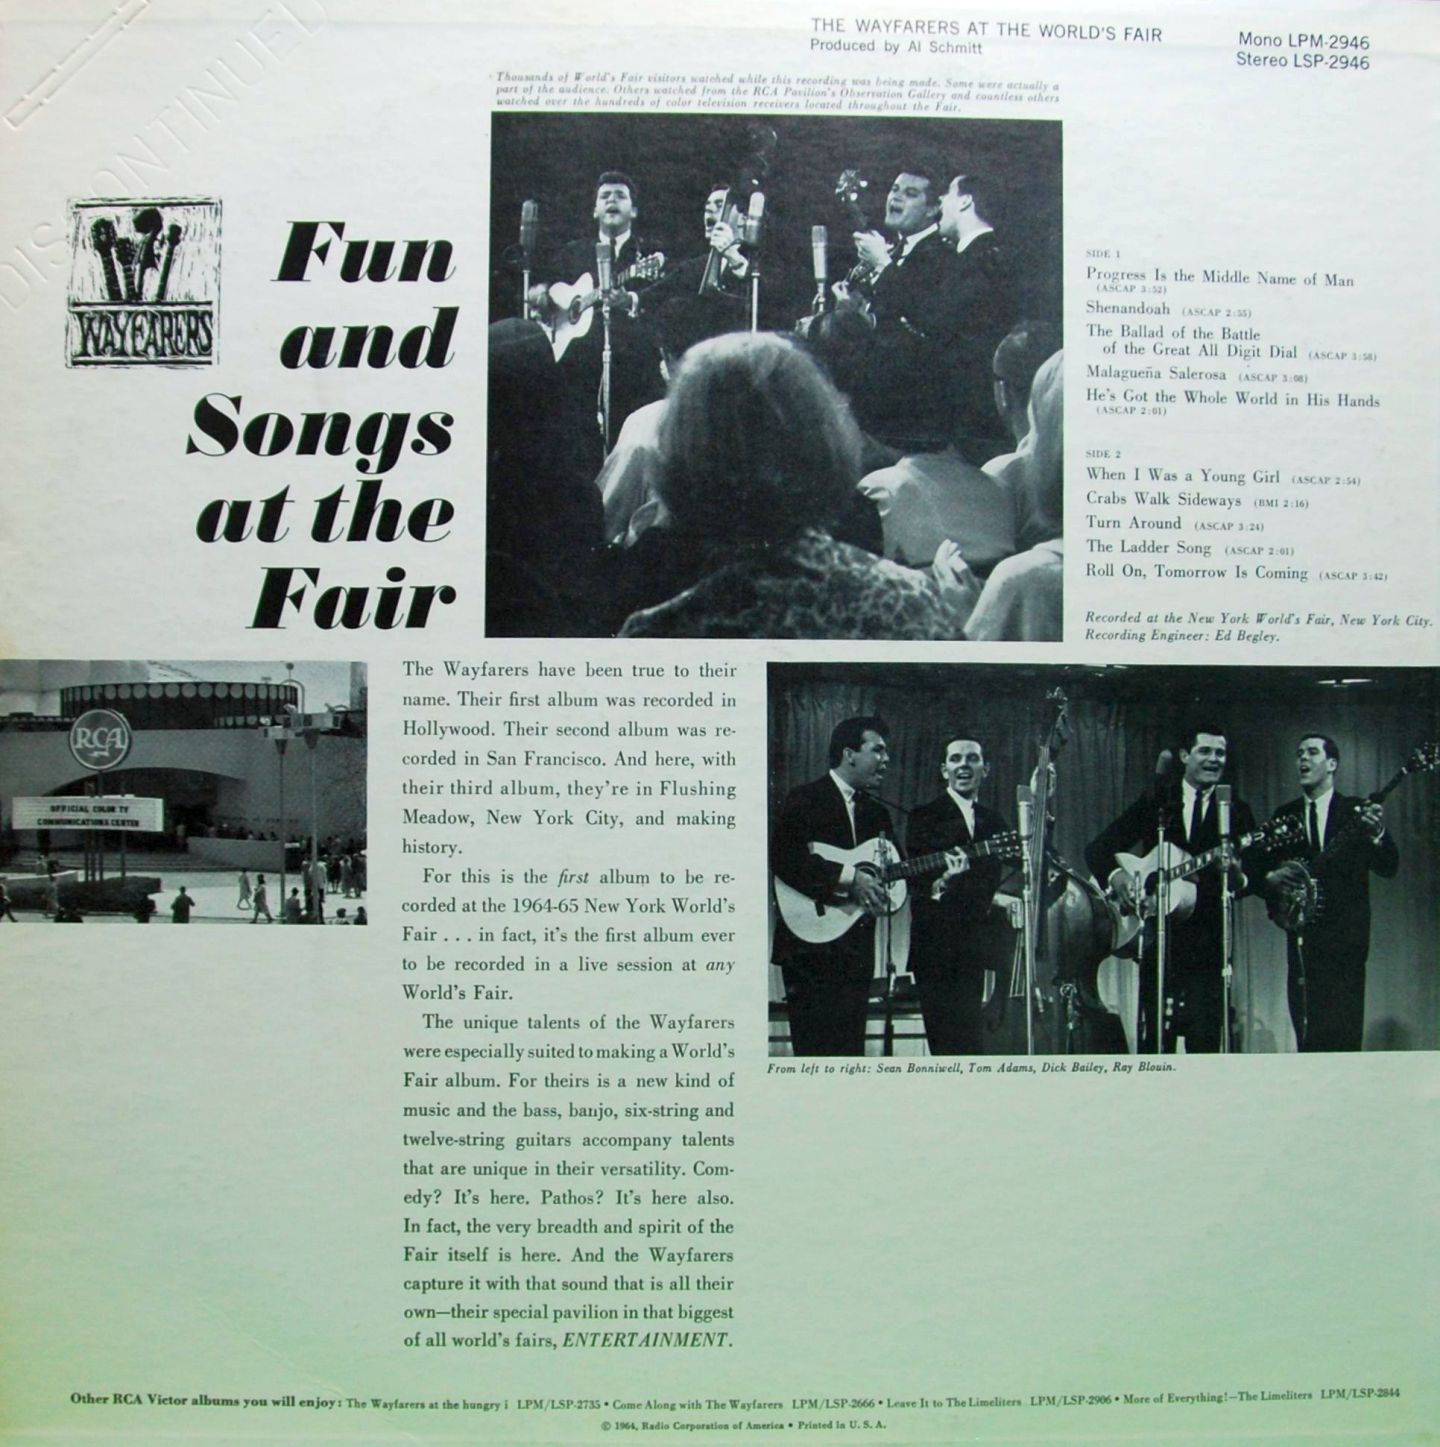 THE WAYFARERS AT THE WORLD'S FAIR
Produced by Al Schmitt
Mono LPM-2946
Stereo LSP-2946
DISCONTINUED
Thousands of World's Fair visitors watched while this recording was being made. Some were actually a
part of the audience. Others watched from the RCA Pavilion's Observation Gallery and countless others
watched over the hundreds of color television receivers located throughout the Fair.
WAYFARERS
Fun
and
Songs
at the
Fair
SIDE 1
Progress Is the Middle Name of Man
(ASCAP 3:52)
Shenandoah (ASCAP 2:55)
The Ballad of the Battle
of the Great All Digit Dial (ASCAP 3:58)
Malagueña Salerosa (ASCAP 3:08)
He's Got the Whole World in His Hands
(ASCAP 2:01)
SIDE 2
When I Was a Young Girl (ASCAP 2:54)
Crabs Walk Sideways (BMI 2:16)
Turn Around (ASCAP 3:24)
The Ladder Song (ASCAP 2:01)
Roll On, Tomorrow Is Coming (ASCAP 3:42)
Recorded at the New York World's Fair, New York City.
Recording Engineer: Ed Begley.
RCA
OFFICIAL COLOR TV
COMMUNICATIONS CENTER
The Wayfarers have been true to their
name. Their first album was recorded in
Hollywood. Their second album was re-
corded in San Francisco. And here, with
their third album, they're in Flushing
Meadow, New York City, and making
history.
For this is the first album to be re-
corded at the 1964-65 New York World's
Fair . . . in fact, it's the first album ever
to be recorded in a live session at any
World's Fair.
The unique talents of the Wayfarers
were especially suited to making a World's
Fair album. For theirs is a new kind of
music and the bass, banjo, six-string and
twelve-string guitars accompany talents
that are unique in their versatility. Com-
edy? It's here. Pathos? It's here also.
In fact, the very breadth and spirit of the
Fair itself is here. And the Wayfarers
capture it with that sound that is all their
own—their special pavilion in that biggest
of all world's fairs, ENTERTAINMENT.
From left to right: Sean Bonniwell, Tom Adams, Dick Bailey, Ray Blouin.
Other RCA Victor albums you will enjoy: The Wayfarers at the hungry i LPM/LSP-2735 • Come Along with The Wayfarers LPM/LSP-2666 • Leave It to The Limeliters LPM/LSP-2906 • More of Everything!—The Limeliters LPM/LSP-2844
© 1964, Radio Corporation of America • Printed in U. S. A.